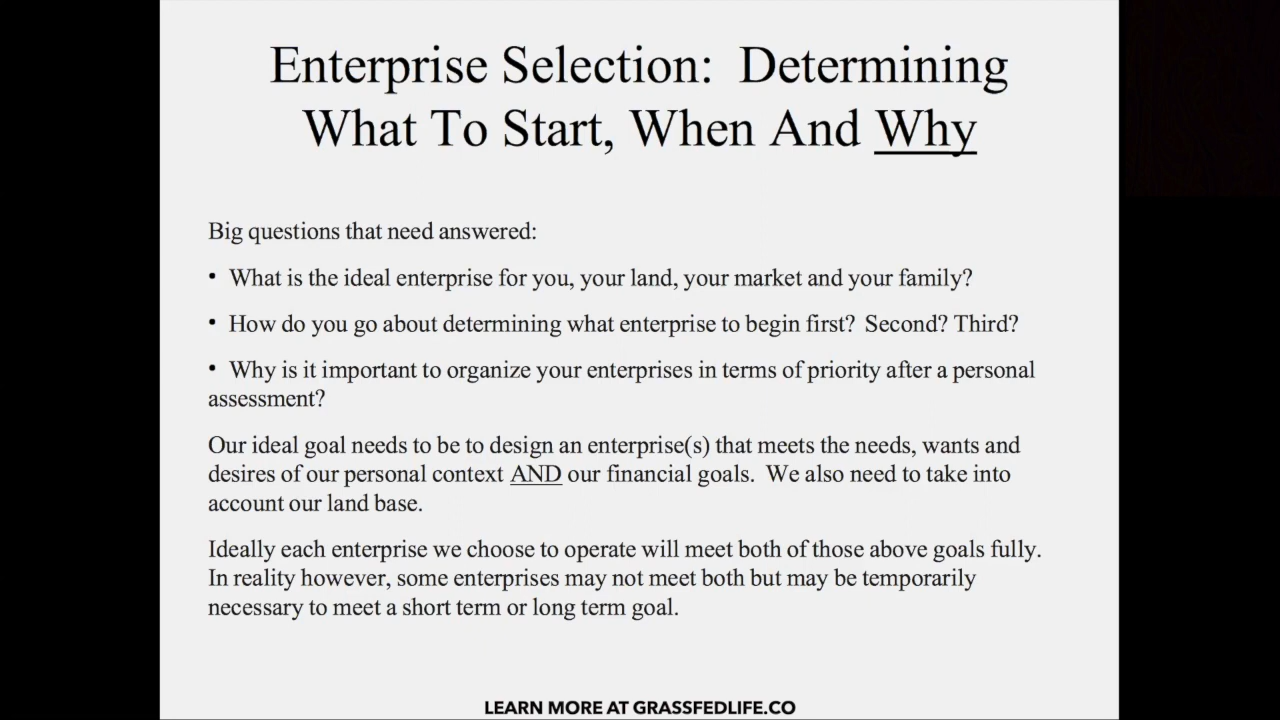 Enterprise Selection:  Determining
What To Start, When And Why
Big questions that need answered:
• What is the ideal enterprise for you, your land, your market and your family?
• How do you go about determining what enterprise to begin first?  Second? Third?
• Why is it important to organize your enterprises in terms of priority after a personal
assessment?
Our ideal goal needs to be to design an enterprise(s) that meets the needs, wants and
desires of our personal context AND our financial goals.  We also need to take into
account our land base.
Ideally each enterprise we choose to operate will meet both of those above goals fully.
In reality however, some enterprises may not meet both but may be temporarily
necessary to meet a short term or long term goal.
LEARN MORE AT GRASSFEDLIFE.CO